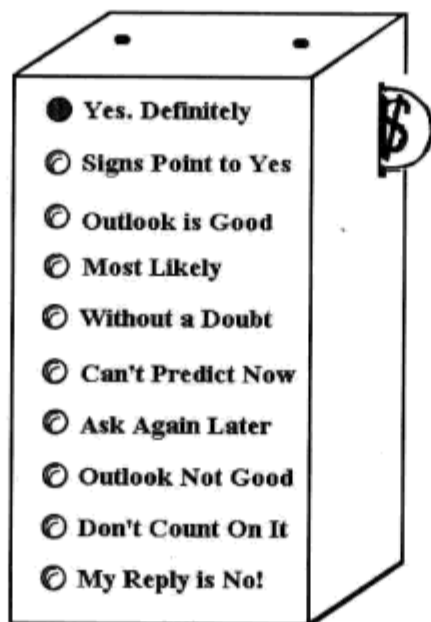 $
Yes. Definitely
Signs Point to Yes
Outlook is Good
Most Likely
Without a Doubt
Can't Predict Now
Ask Again Later
Outlook Not Good
Don't Count On It
My Reply is No!